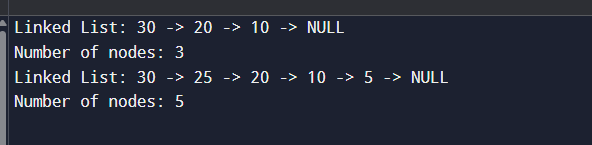 Linked List: 30 -> 20 -> 10 -> NULL
Number of nodes: 3
Linked List: 30 -> 25 -> 20 -> 10 -> 5 -> NULL
Number of nodes: 5